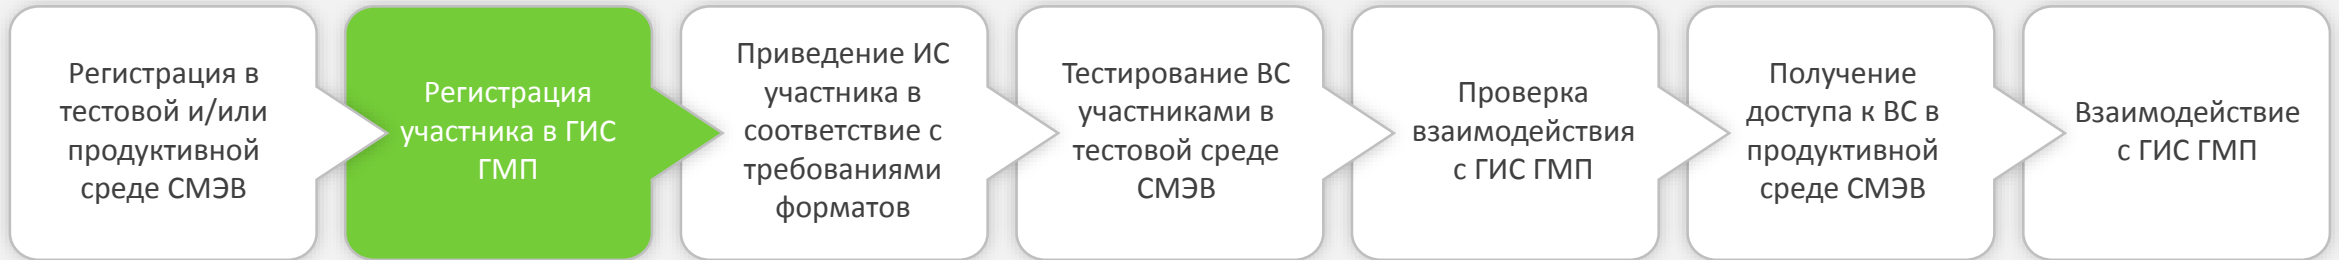 Регистрация в
тестовой и/или
продуктивной
среде СМЭВ
Регистрация
участника в ГИС
ГМП
Приведение ИС
участника в
соответствие с
требованиями
форматов
Тестирование ВС
участниками в
тестовой среде
СМЭВ
Проверка
взаимодействия
с ГИС ГМП
Получение
доступа к ВС в
продуктивной
среде СМЭВ
Взаимодействие
с ГИС ГМП